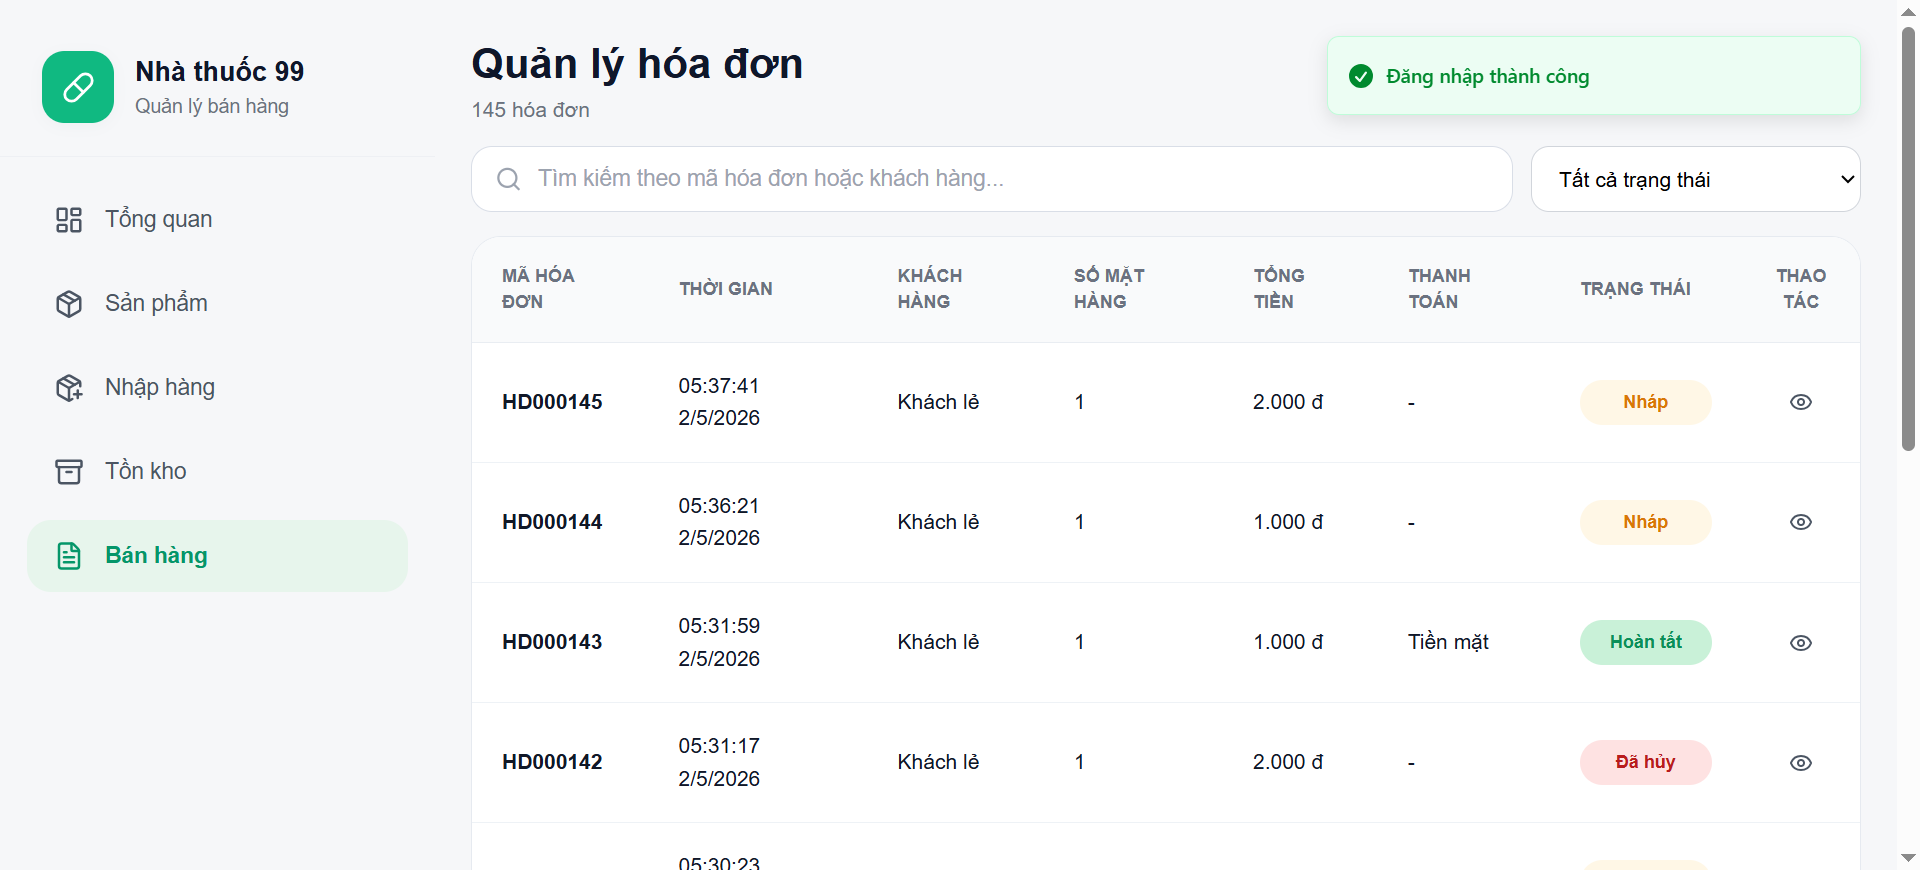 Nhà thuốc 99
Quản lý bán hàng
Tổng quan
Sản phẩm
Nhập hàng
Tồn kho
Bán hàng
Quản lý hóa đơn
145 hóa đơn
Đăng nhập thành công
Tìm kiếm theo mã hóa đơn hoặc khách hàng...
Tất cả trạng thái
MÃ HÓA ĐƠN THỜI GIAN KHÁCH HÀNG SỐ MẶT HÀNG TỔNG TIỀN THANH TOÁN TRẠNG THÁI THAO TÁC
HD000145 05:37:41 2/5/2026 Khách lẻ 1 2.000 đ - Nháp
HD000144 05:36:21 2/5/2026 Khách lẻ 1 1.000 đ - Nháp
HD000143 05:31:59 2/5/2026 Khách lẻ 1 1.000 đ Tiền mặt Hoàn tất
HD000142 05:31:17 2/5/2026 Khách lẻ 1 2.000 đ - Đã hủy
05:30:23